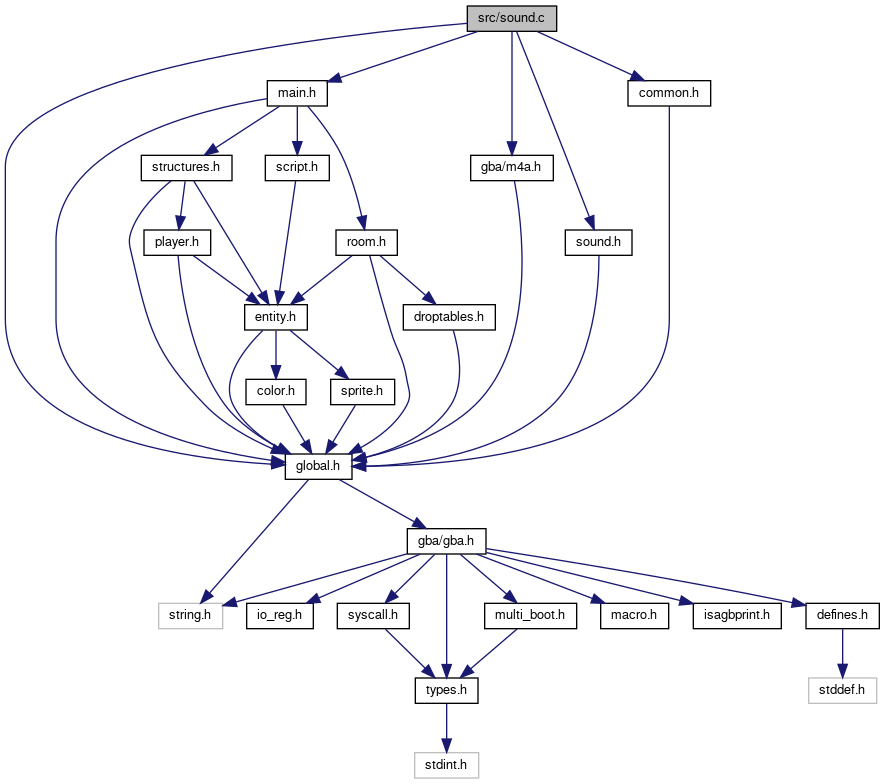 src/sound.c
main.h
common.h
structures.h
script.h
gba/m4a.h
player.h
room.h
sound.h
entity.h
droptables.h
color.h
sprite.h
global.h
gba/gba.h
string.h
io_reg.h
syscall.h
multi_boot.h
macro.h
isagbprint.h
defines.h
types.h
stddef.h
stdint.h